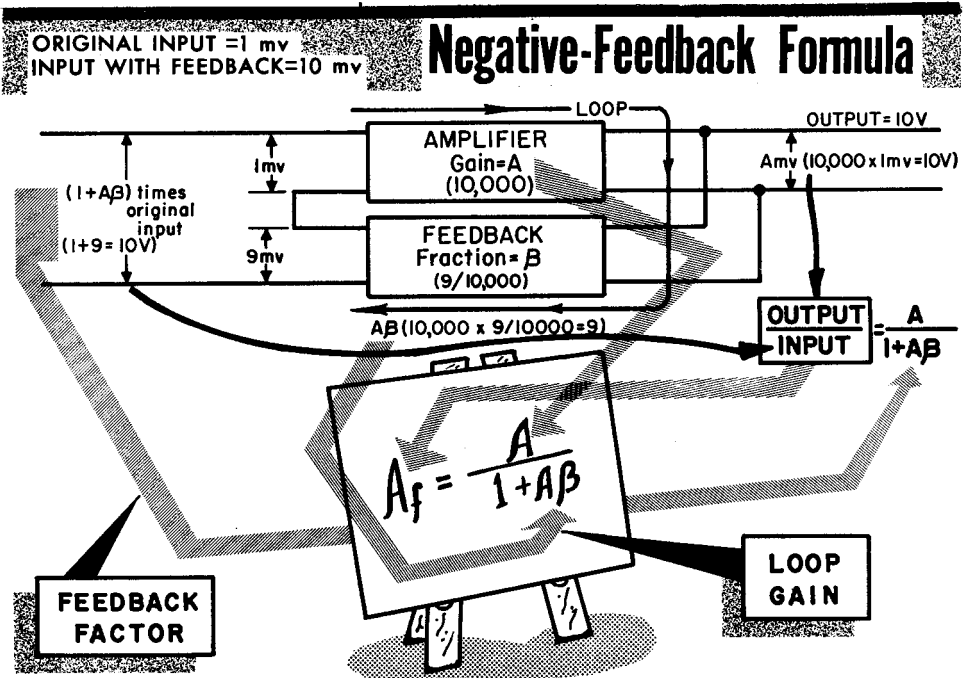 ORIGINAL INPUT =1 mv
INPUT WITH FEEDBACK=10 mv
Negative-Feedback Formula
LOOP
OUTPUT=10V
AMPLIFIER
Gain=A
(10,000)
1mv
Amv (10,000 x 1mv=10V)
(1+Aβ) times
original
input
(1+9=10V)
FEEDBACK
Fraction=β
(9/10,000)
9mv
Aβ(10,000 x 9/10000=9)
OUTPUT
INPUT
=
A
1+Aβ
Af = A
1+Aβ
FEEDBACK
FACTOR
LOOP
GAIN